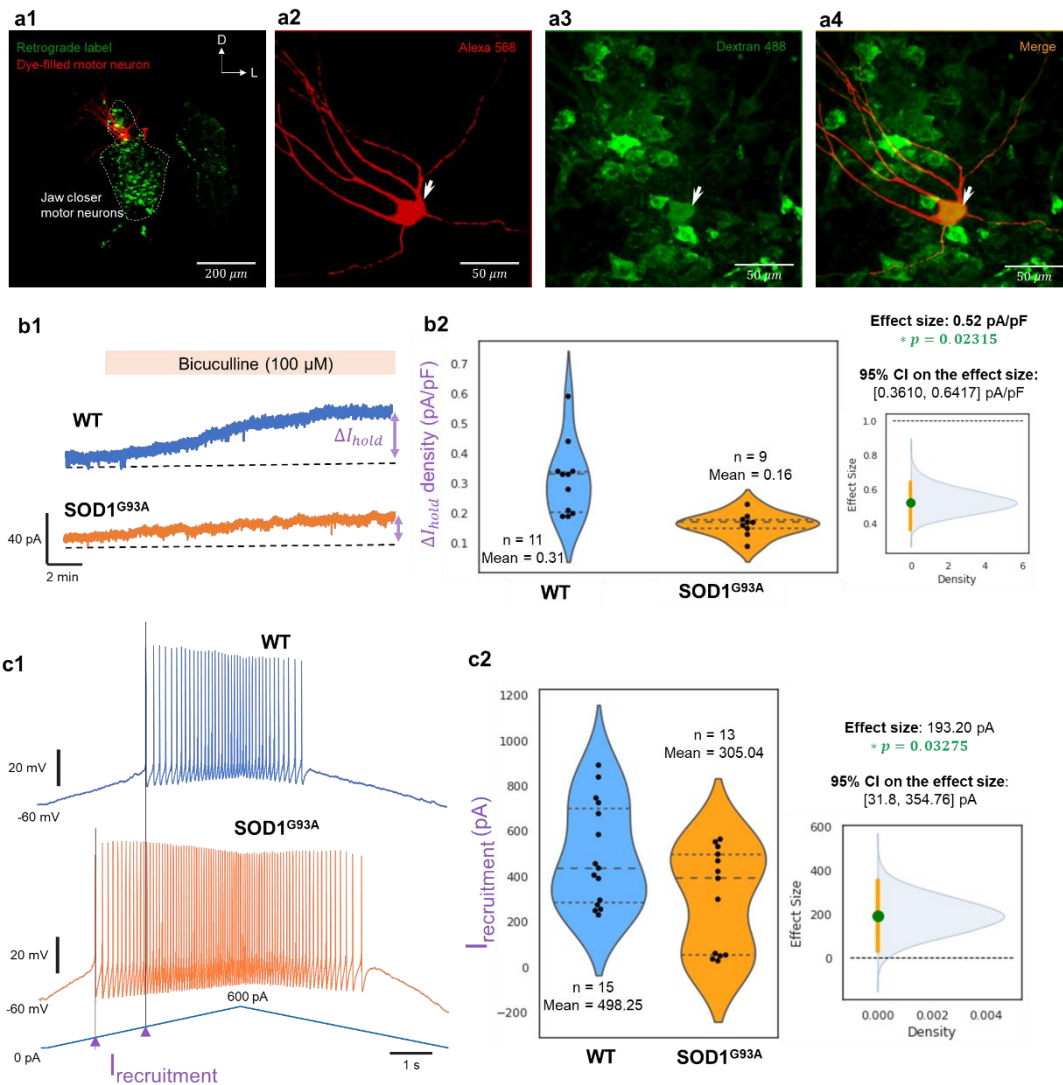 a1
Retrograde label
Dye-filled motor neuron
D
L
Jaw closer
motor neurons
200 μm
a2
Alexa 568
50 μm
a3
Dextran 488
50 μm
a4
Merge
50 μm
b1
Bicuculline (100 μM)
WT
ΔI_hold
SOD1^G93A
40 pA
2 min
b2
ΔI_hold density (pA/pF)
0.7
0.6
0.5
0.4
0.3
0.2
0.1
n = 11
Mean = 0.31
n = 9
Mean = 0.16
WT
SOD1^G93A
Effect size: 0.52 pA/pF
* p = 0.02315
95% CI on the effect size:
[0.3610, 0.6417] pA/pF
Effect Size
1.0
0.8
0.6
0.4
0 2 4 6
Density
c1
WT
20 mV
-60 mV
SOD1^G93A
20 mV
-60 mV
600 pA
0 pA
1 s
I_recruitment
c2
I_recruitment (pA)
1200
1000
800
600
400
200
0
−200
n = 15
Mean = 498.25
n = 13
Mean = 305.04
WT
SOD1^G93A
Effect size: 193.20 pA
* p = 0.03275
95% CI on the effect size:
[31.8, 354.76] pA
Effect Size
600
400
200
0
0.000 0.002 0.004
Density